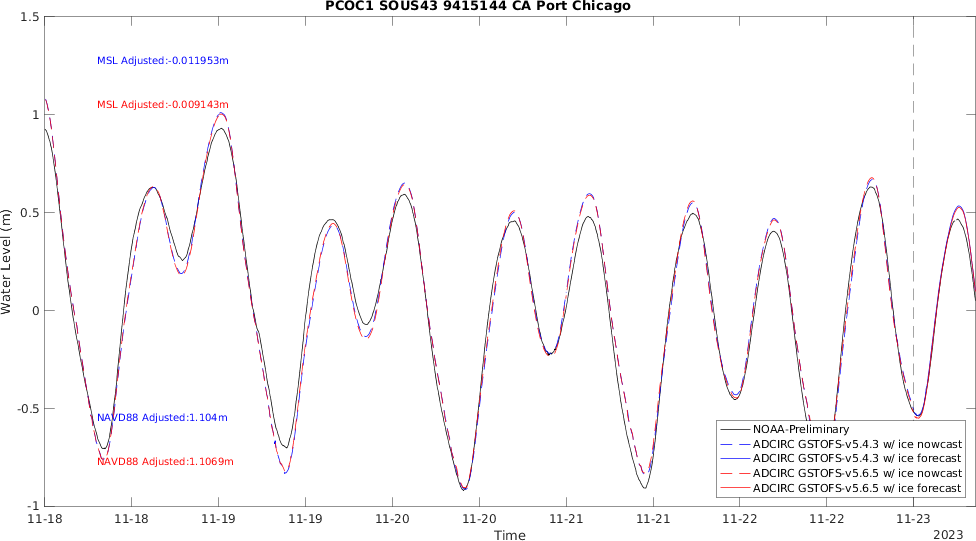 PCOC1 SOUS43 9415144 CA Port Chicago
1.5
MSL Adjusted:-0.011953m
MSL Adjusted:-0.009143m
1
0.5
Water Level (m)
0
-0.5
NAVD88 Adjusted:1.104m
NAVD88 Adjusted:1.1069m
-1
NOAA-Preliminary
ADCIRC GSTOFS-v5.4.3 w/ ice nowcast
ADCIRC GSTOFS-v5.4.3 w/ ice forecast
ADCIRC GSTOFS-v5.6.5 w/ ice nowcast
ADCIRC GSTOFS-v5.6.5 w/ ice forecast
11-18 11-18 11-19 11-19 11-20 11-20 11-21 11-21 11-22 11-22 11-23
Time
2023